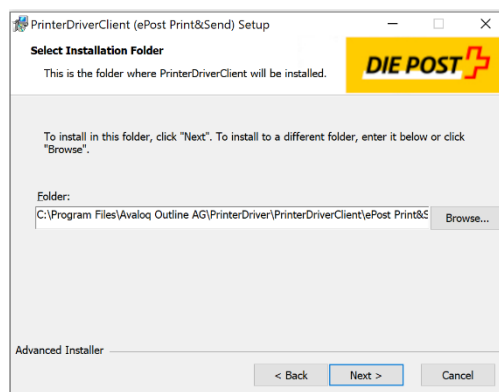 PrinterDriverClient (ePost Print&Send) Setup
Select Installation Folder
This is the folder where PrinterDriverClient will be installed.
DIE POST
To install in this folder, click "Next". To install to a different folder, enter it below or click
"Browse".
Folder:
C:\Program Files\Avaloq Outline AG\PrinterDriver\PrinterDriverClient\ePost Print&S
Browse...
Advanced Installer
< Back
Next >
Cancel